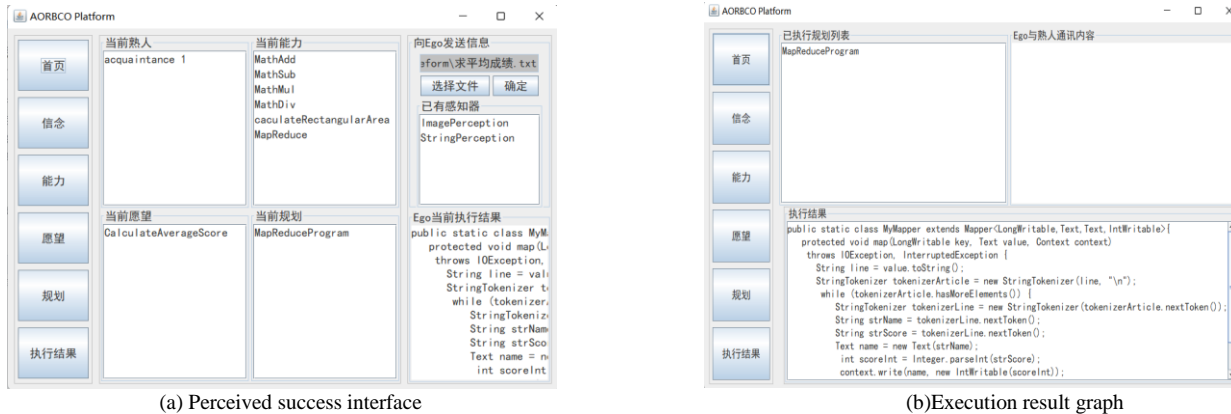 AORBCO Platform
首页
信念
能力
愿望
规划
执行结果
当前熟人
acquaintance 1
当前能力
MathAdd
MathSub
MathMul
MathDiv
caculateRectangularArea
MapReduce
向Ego发送信息
eform\求平均成绩.txt
选择文件
确定
已有感知器
ImagePerception
StringPerception
当前愿望
CalculateAverageScore
当前规划
MapReduceProgram
Ego当前执行结果
public static class MyM
protected void map(L
throws IOException,
String line = val
StringTokenizer t
while (tokenizer
StringTokeniz
String strNam
String strSco
Text name = n
int scoreInt
(a) Perceived success interface
AORBCO Platform
首页
信念
能力
愿望
规划
执行结果
已执行规划列表
MapReduceProgram
Ego与熟人通讯内容
执行结果
public static class MyMapper extends Mapper<LongWritable,Text,Text,IntWritable>{
protected void map(LongWritable key, Text value, Context context)
throws IOException, InterruptedException {
String line = value.toString();
StringTokenizer tokenizerArticle = new StringTokenizer(line, "\n");
while (tokenizerArticle.hasMoreElements()) {
StringTokenizer tokenizerLine = new StringTokenizer(tokenizerArticle.nextToken());
String strName = tokenizerLine.nextToken();
String strScore = tokenizerLine.nextToken();
Text name = new Text(strName);
int scoreInt = Integer.parseInt(strScore);
context.write(name, new IntWritable(scoreInt));
(b)Execution result graph